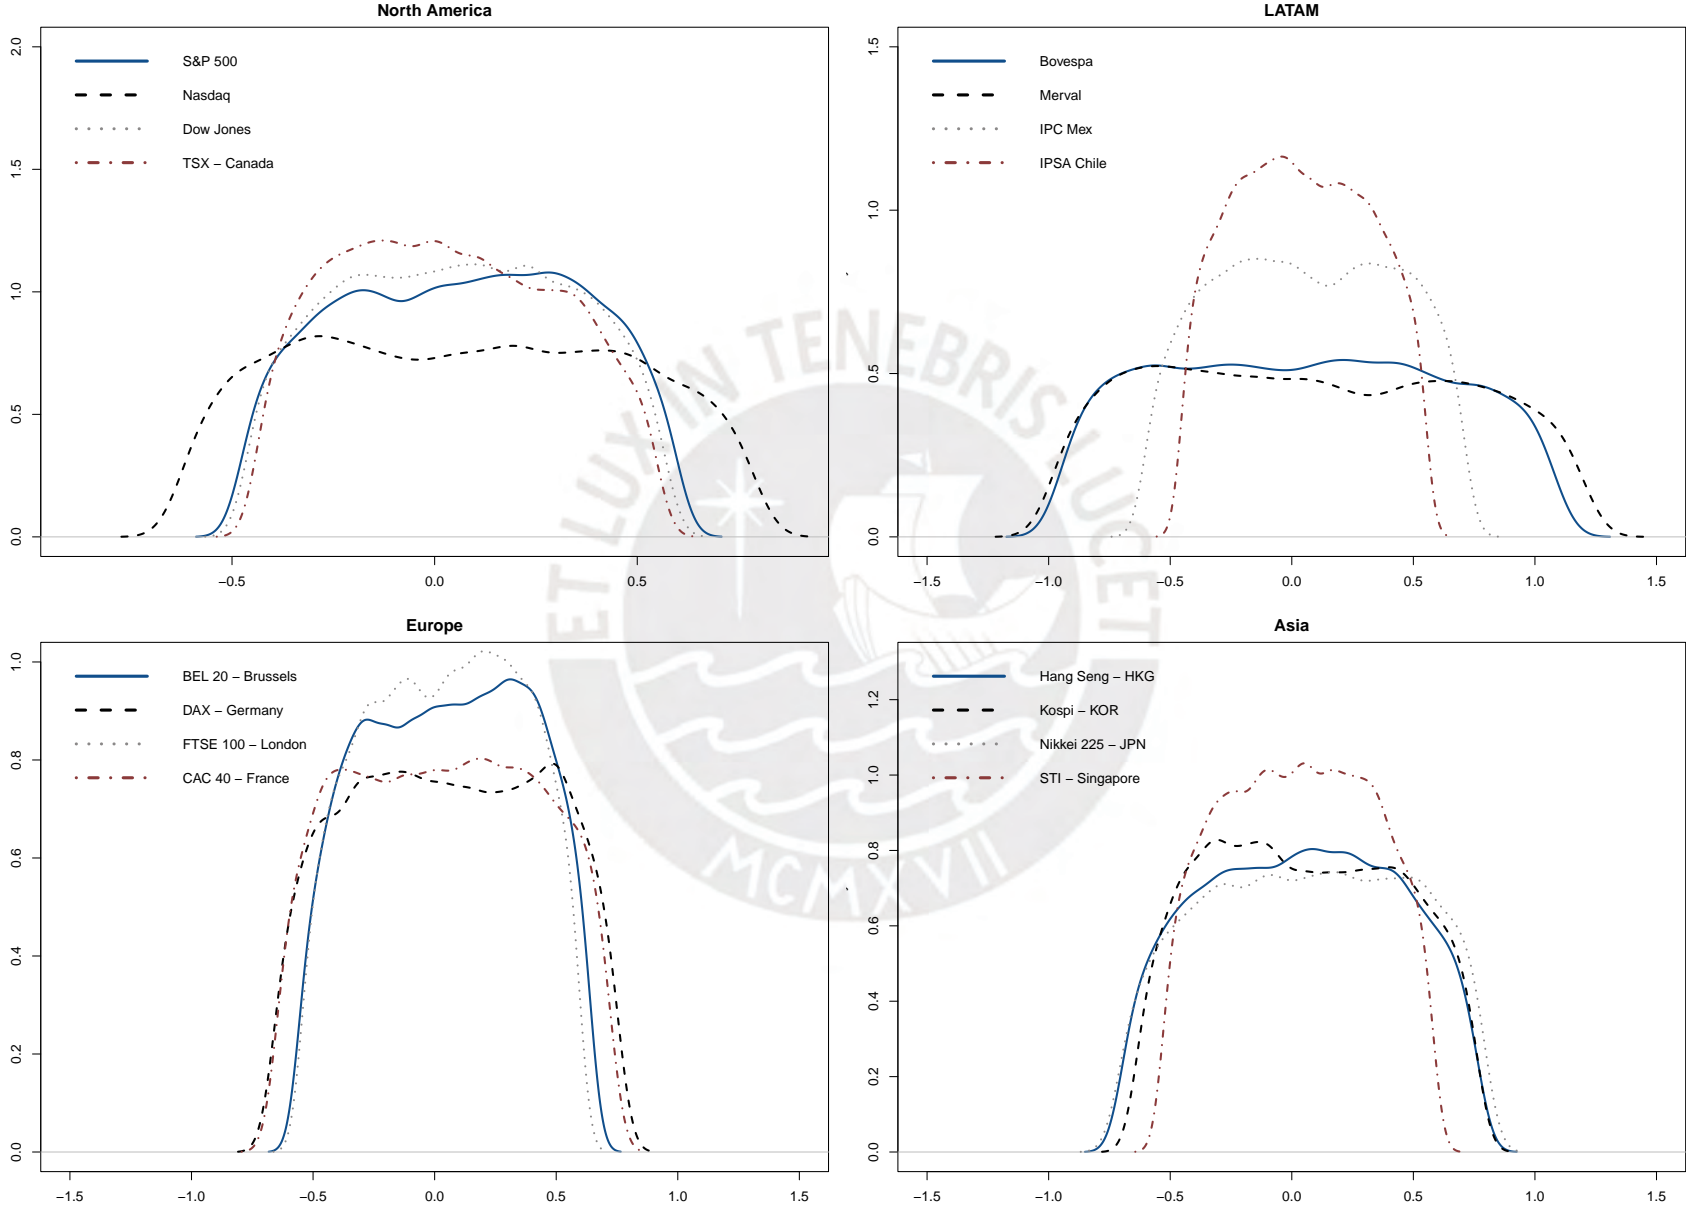 North America
2.0
1.5
1.0
0.5
0.0
S&P 500
Nasdaq
Dow Jones
TSX – Canada
−0.5 0.0 0.5
LATAM
1.5
1.0
0.5
0.0
Bovespa
Merval
IPC Mex
IPSA Chile
−1.5 −1.0 −0.5 0.0 0.5 1.0 1.5
ET LUX IN TENEBRIS LUCET
MCMXVII
Europe
1.0
0.8
0.6
0.4
0.2
0.0
BEL 20 – Brussels
DAX – Germany
FTSE 100 – London
CAC 40 – France
−1.5 −1.0 −0.5 0.0 0.5 1.0 1.5
Asia
1.2
1.0
0.8
0.6
0.4
0.2
0.0
Hang Seng – HKG
Kospi – KOR
Nikkei 225 – JPN
STI – Singapore
−1.5 −1.0 −0.5 0.0 0.5 1.0 1.5